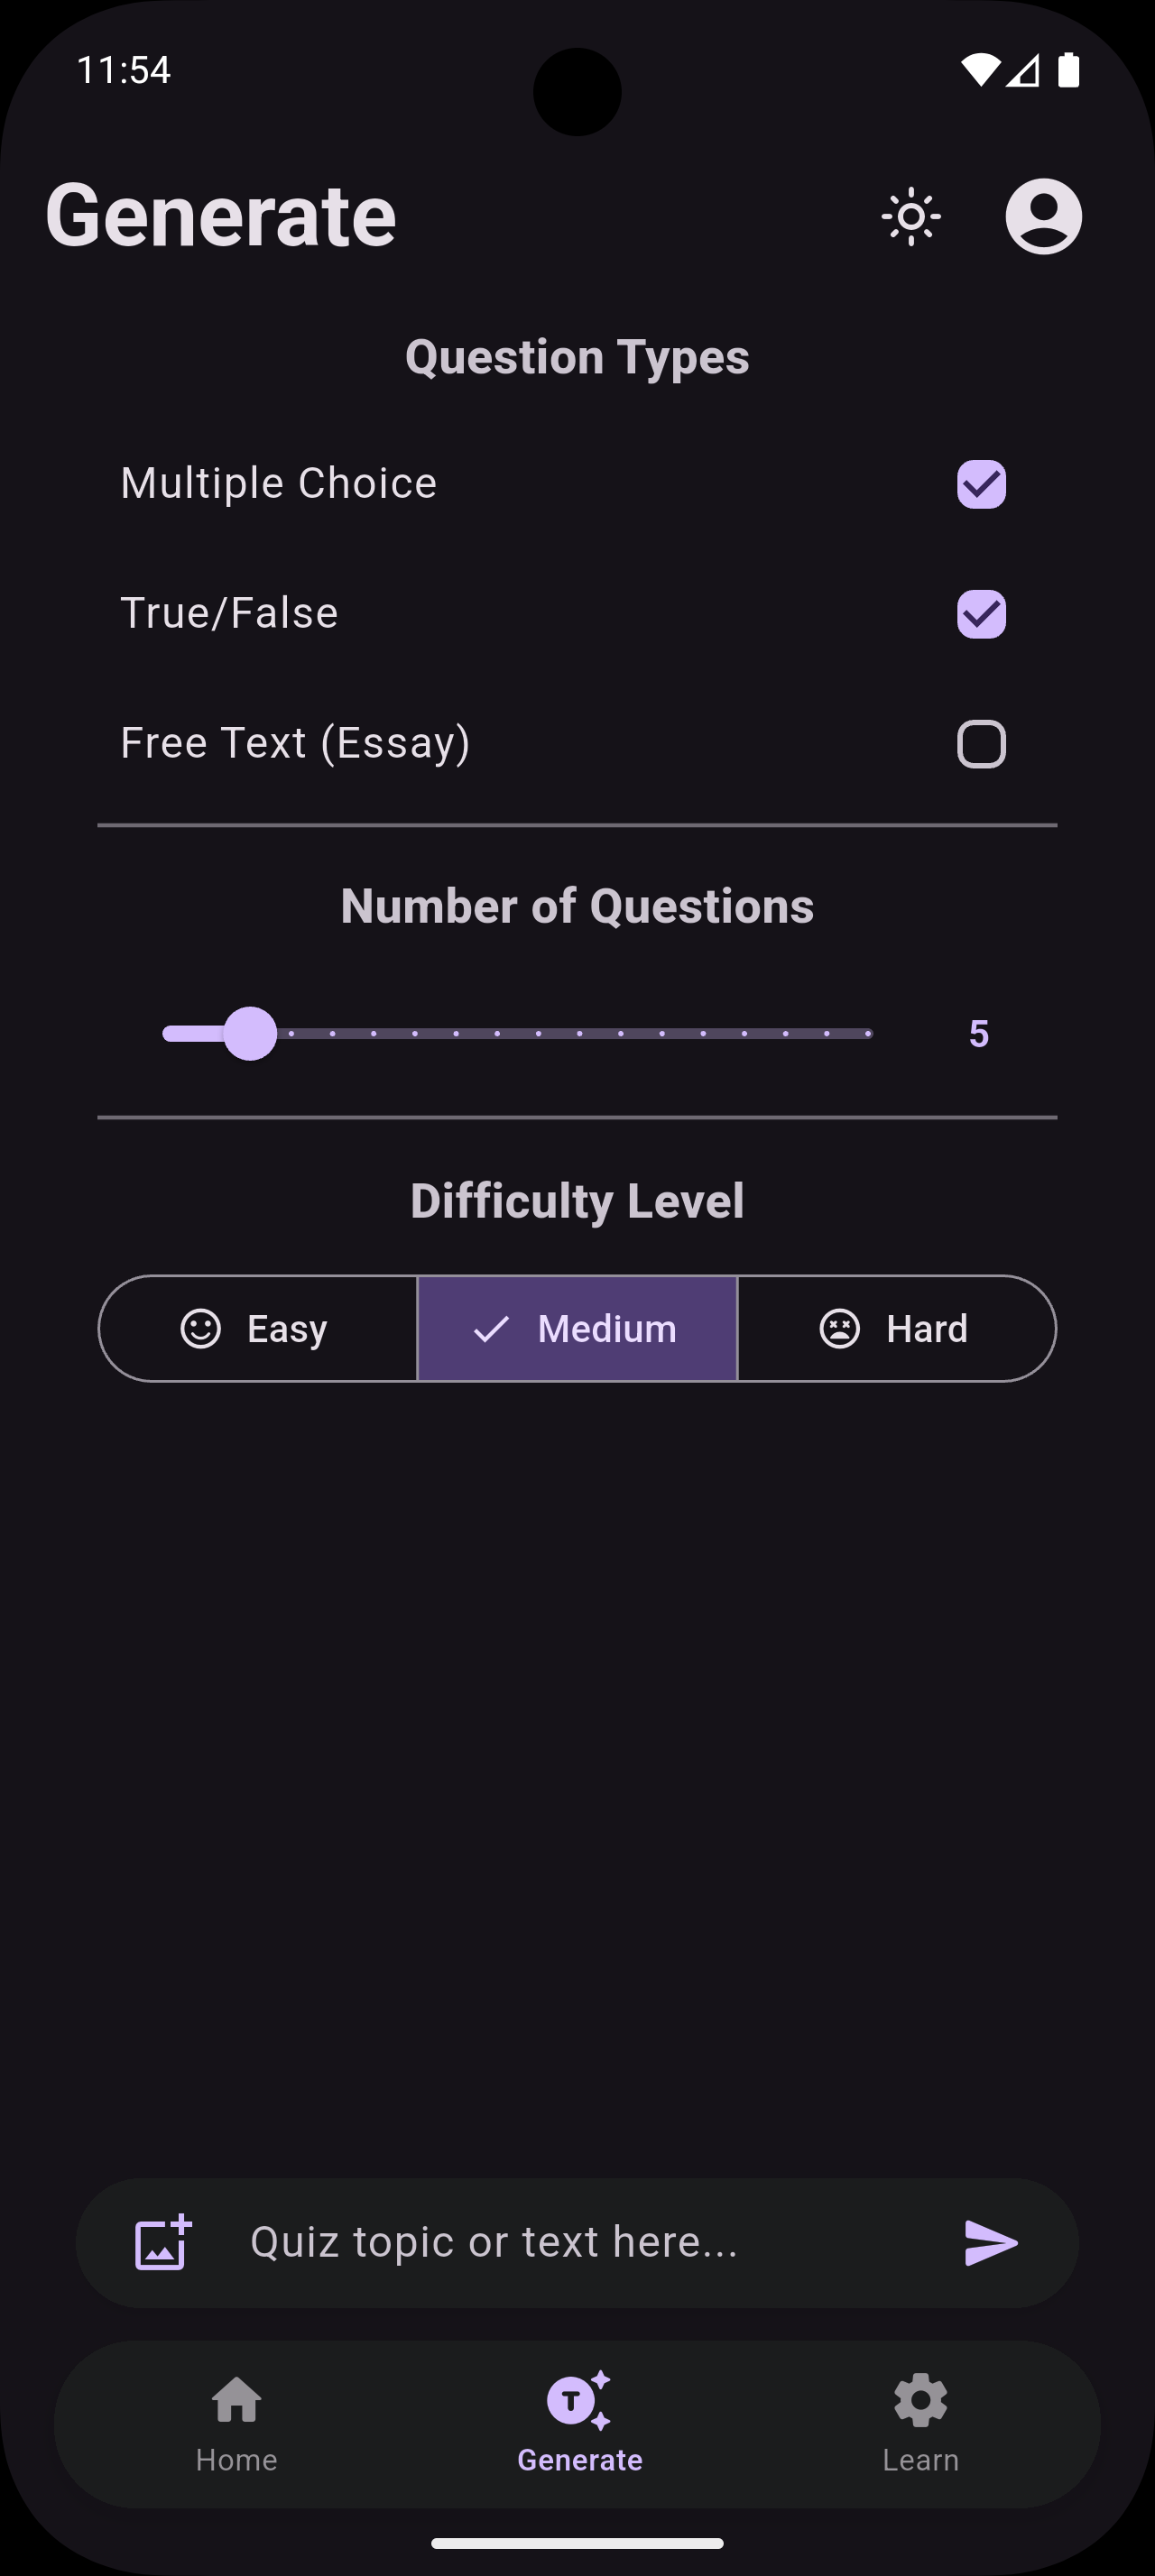 11:54
Generate
Question Types
Multiple Choice
True/False
Free Text (Essay)
Number of Questions
5
Difficulty Level
Easy
Medium
Hard
Quiz topic or text here...
T
Home
Generate
Learn